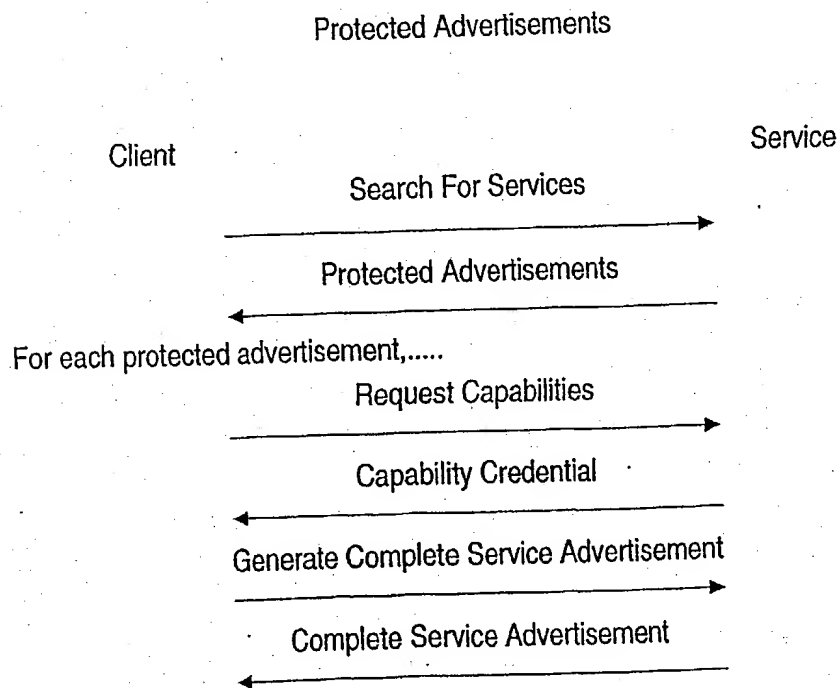 Protected Advertisements
Client
Service
Search For Services
Protected Advertisements
For each protected advertisement,.....
Request Capabilities
Capability Credential
Generate Complete Service Advertisement
Complete Service Advertisement